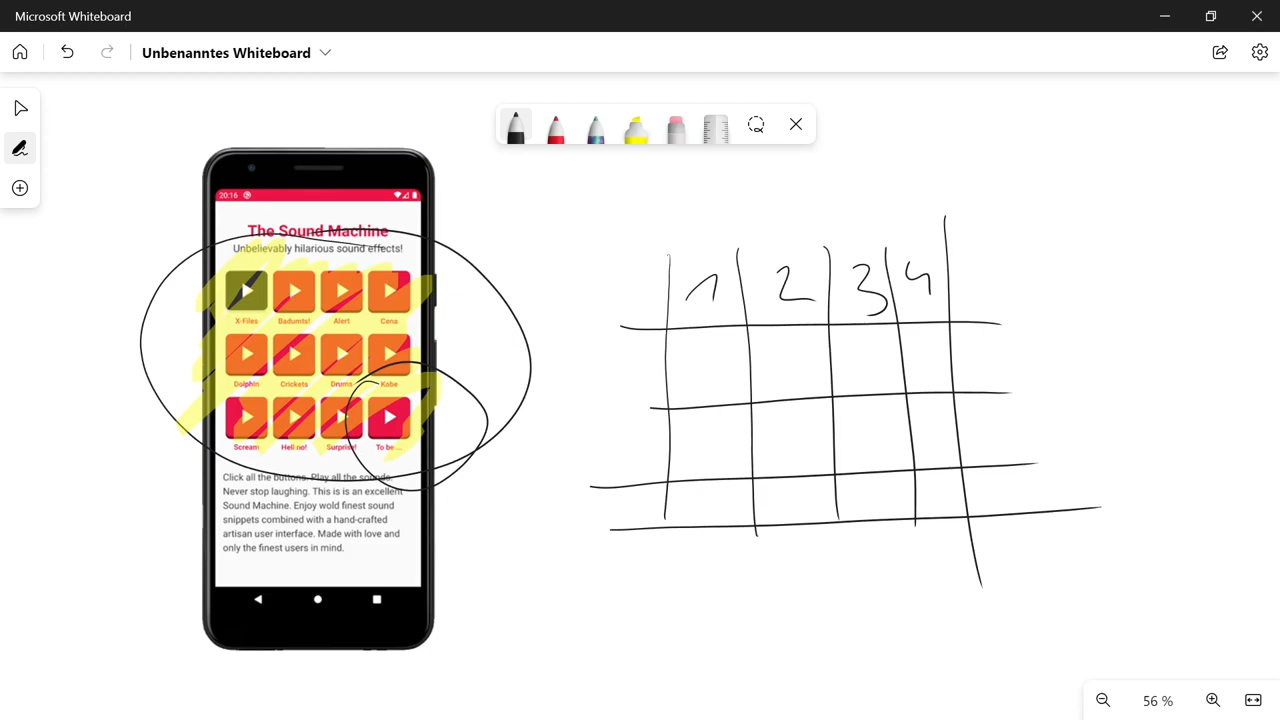 Microsoft Whiteboard
Unbenanntes Whiteboard
20:16
The Sound Machine
Unbelievably hilarious sound effects!
X-Files Badumts! Alert Cena
Dolphin Crickets Drums Kobe
Scream Hell no! Surprise! To be ...
Click all the buttons. Play all the sounds.
Never stop laughing. This is is an excellent
Sound Machine. Enjoy wold finest sound
snippets combined with a hand-crafted
artisan user interface. Made with love and
only the finest users in mind.
1 2 3 4
56 %